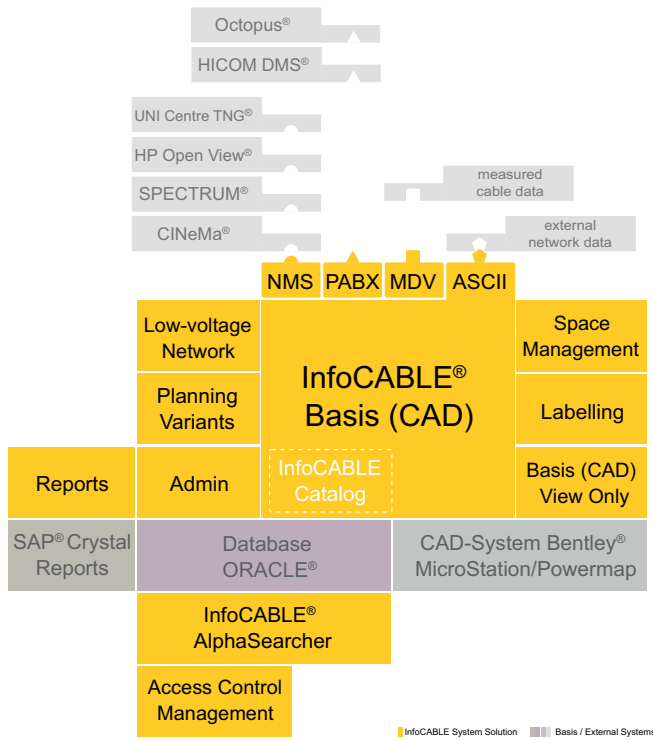 Octopus®
HICOM DMS®
UNI Centre TNG®
HP Open View®
SPECTRUM®
CINeMa®
measured
cable data
external
network data
NMS PABX MDV ASCII
Low-voltage
Network
Planning
Variants
Reports
Admin
InfoCABLE®
Basis (CAD)
InfoCABLE
Catalog
Space
Management
Labelling
Basis (CAD)
View Only
SAP® Crystal
Reports
Database
ORACLE®
CAD-System Bentley®
MicroStation/Powermap
InfoCABLE®
AlphaSearcher
Access Control
Management
InfoCABLE System Solution Basis / External Systems